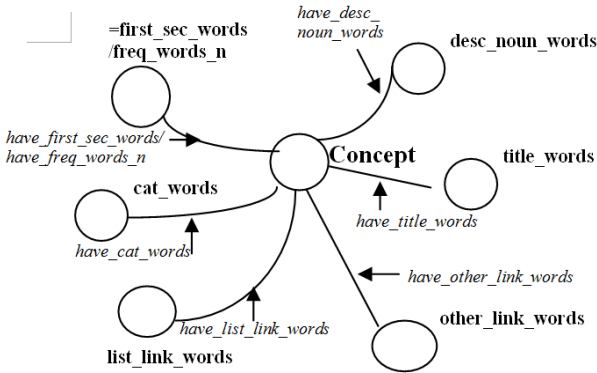 =first_sec_words
/freq_words_n
have_desc_
noun_words
desc_noun_words
have_first_sec_words/
have_freq_words_n
Concept
title_words
cat_words
have_title_words
have_cat_words
have_other_link_words
have_list_link_words
other_link_words
list_link_words